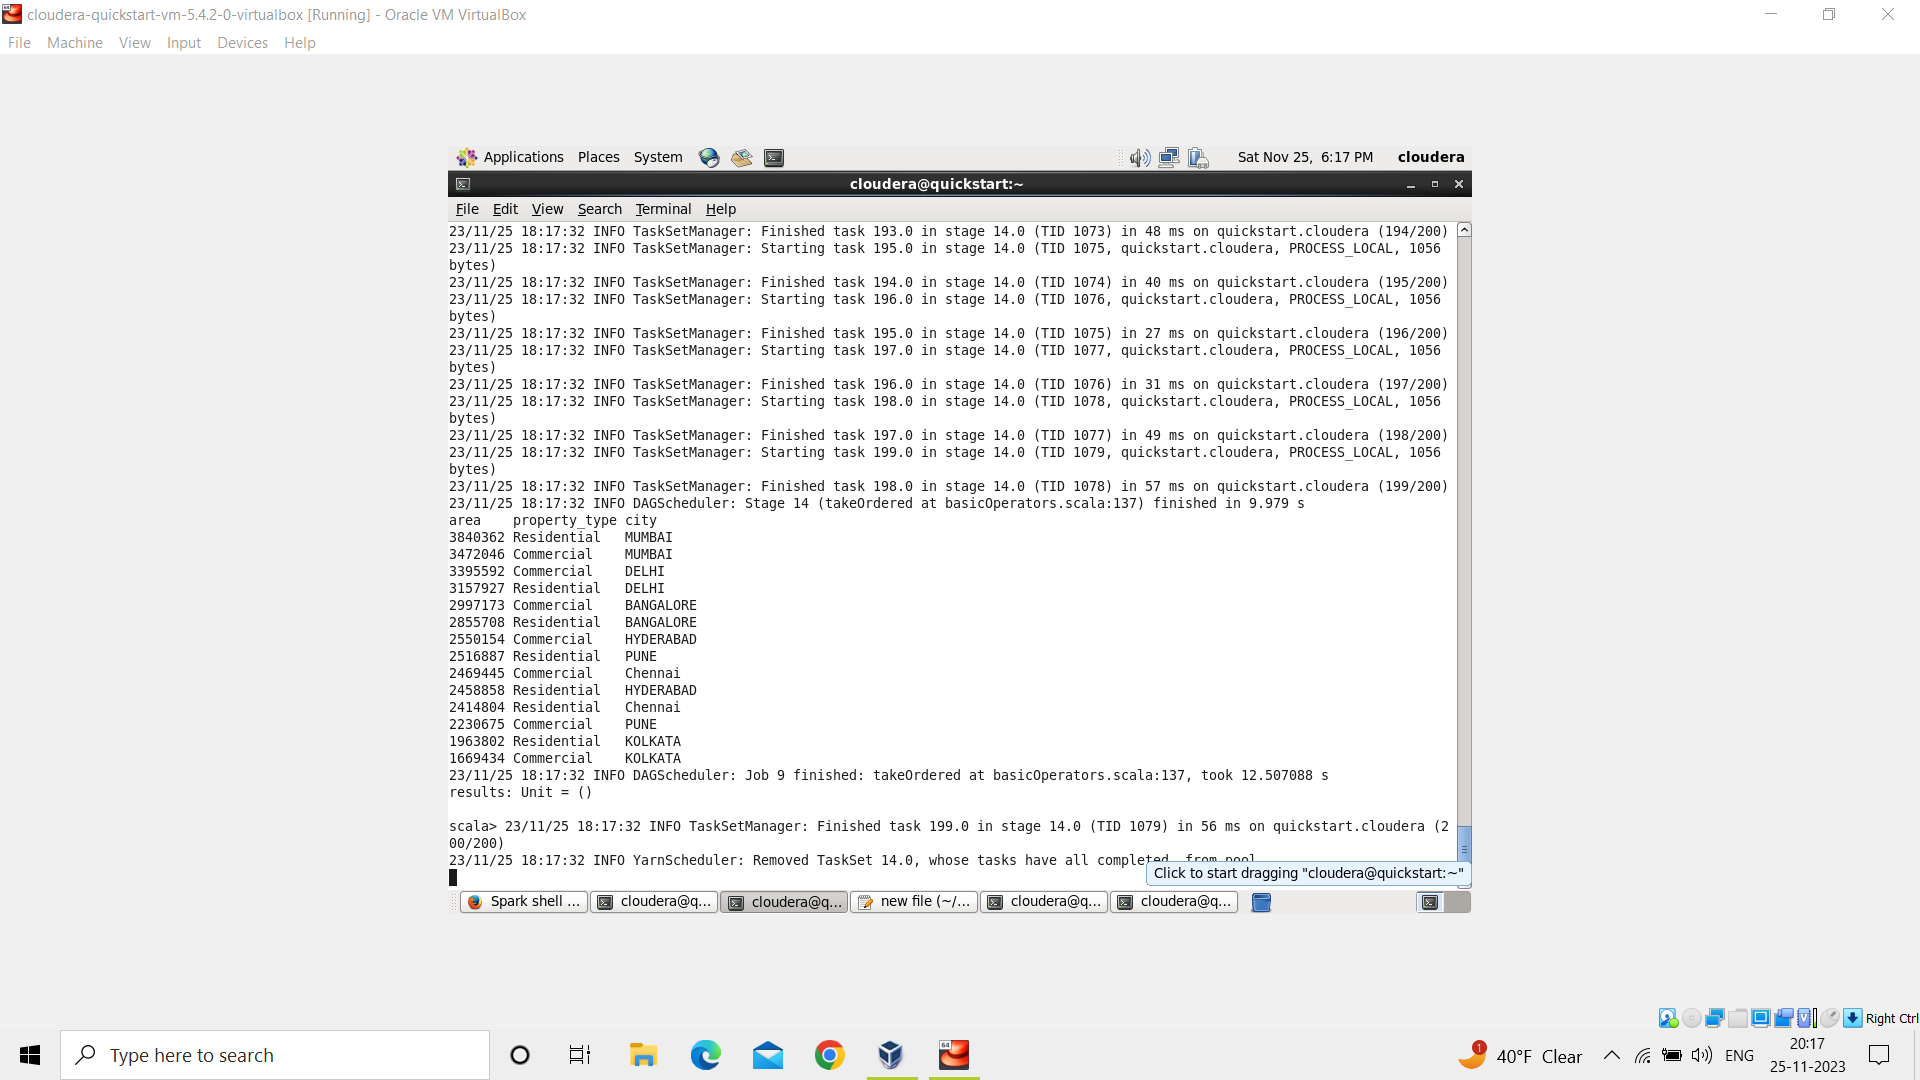 cloudera-quickstart-vm-5.4.2-0-virtualbox [Running] - Oracle VM VirtualBox
File Machine View Input Devices Help
Applications Places System Sat Nov 25, 6:17 PM cloudera
cloudera@quickstart:~
File Edit View Search Terminal Help
23/11/25 18:17:32 INFO TaskSetManager: Finished task 193.0 in stage 14.0 (TID 1073) in 48 ms on quickstart.cloudera (194/200)
23/11/25 18:17:32 INFO TaskSetManager: Starting task 195.0 in stage 14.0 (TID 1075, quickstart.cloudera, PROCESS_LOCAL, 1056
bytes)
23/11/25 18:17:32 INFO TaskSetManager: Finished task 194.0 in stage 14.0 (TID 1074) in 40 ms on quickstart.cloudera (195/200)
23/11/25 18:17:32 INFO TaskSetManager: Starting task 196.0 in stage 14.0 (TID 1076, quickstart.cloudera, PROCESS_LOCAL, 1056
bytes)
23/11/25 18:17:32 INFO TaskSetManager: Finished task 195.0 in stage 14.0 (TID 1075) in 27 ms on quickstart.cloudera (196/200)
23/11/25 18:17:32 INFO TaskSetManager: Starting task 197.0 in stage 14.0 (TID 1077, quickstart.cloudera, PROCESS_LOCAL, 1056
bytes)
23/11/25 18:17:32 INFO TaskSetManager: Finished task 196.0 in stage 14.0 (TID 1076) in 31 ms on quickstart.cloudera (197/200)
23/11/25 18:17:32 INFO TaskSetManager: Starting task 198.0 in stage 14.0 (TID 1078, quickstart.cloudera, PROCESS_LOCAL, 1056
bytes)
23/11/25 18:17:32 INFO TaskSetManager: Finished task 197.0 in stage 14.0 (TID 1077) in 49 ms on quickstart.cloudera (198/200)
23/11/25 18:17:32 INFO TaskSetManager: Starting task 199.0 in stage 14.0 (TID 1079, quickstart.cloudera, PROCESS_LOCAL, 1056
bytes)
23/11/25 18:17:32 INFO TaskSetManager: Finished task 198.0 in stage 14.0 (TID 1078) in 57 ms on quickstart.cloudera (199/200)
23/11/25 18:17:32 INFO DAGScheduler: Stage 14 (takeOrdered at basicOperators.scala:137) finished in 9.979 s
area property_type city
3840362 Residential MUMBAI
3472046 Commercial MUMBAI
3395592 Commercial DELHI
3157927 Residential DELHI
2997173 Commercial BANGALORE
2855708 Residential BANGALORE
2550154 Commercial HYDERABAD
2516887 Residential PUNE
2469445 Commercial Chennai
2458858 Residential HYDERABAD
2414804 Residential Chennai
2230675 Commercial PUNE
1963802 Residential KOLKATA
1669434 Commercial KOLKATA
23/11/25 18:17:32 INFO DAGScheduler: Job 9 finished: takeOrdered at basicOperators.scala:137, took 12.507088 s
results: Unit = ()
scala> 23/11/25 18:17:32 INFO TaskSetManager: Finished task 199.0 in stage 14.0 (TID 1079) in 56 ms on quickstart.cloudera (2
00/200)
23/11/25 18:17:32 INFO YarnScheduler: Removed TaskSet 14.0, whose tasks have all completed, from pool
Click to start dragging "cloudera@quickstart:~"
Spark shell ... cloudera@q... cloudera@q... new file (~/... cloudera@q... cloudera@q...
Right Ctrl
Type here to search
1 40°F Clear ENG 20:17
25-11-2023
64